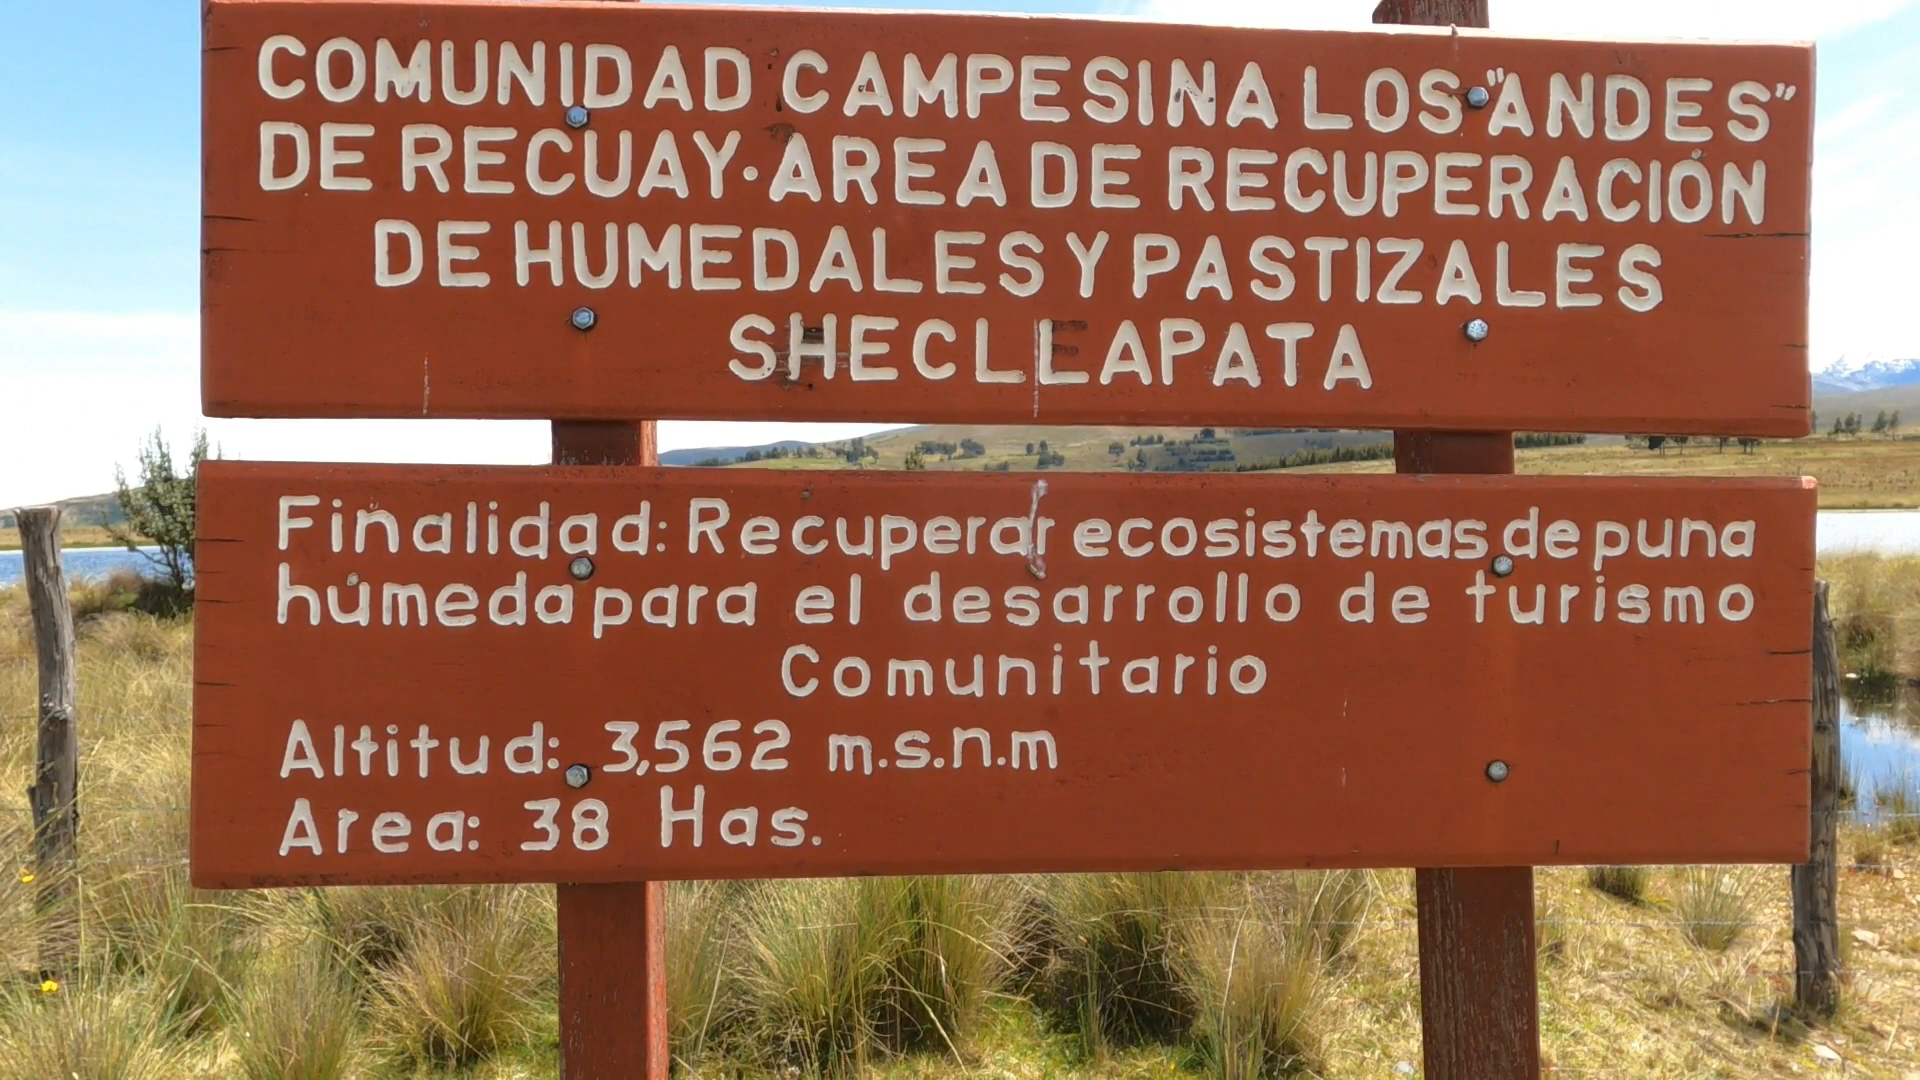 COMUNIDAD CAMPESINA LOS "ANDES"
DE RECUAY·AREA DE RECUPERACIÓN
DE HUMEDALES Y PASTIZALES
SHECLLAPATA
Finalidad: Recuperar ecosistemas de puna
húmeda para el desarrollo de turismo
Comunitario
Altitud: 3,562 m.s.n.m
Area: 38 Has.